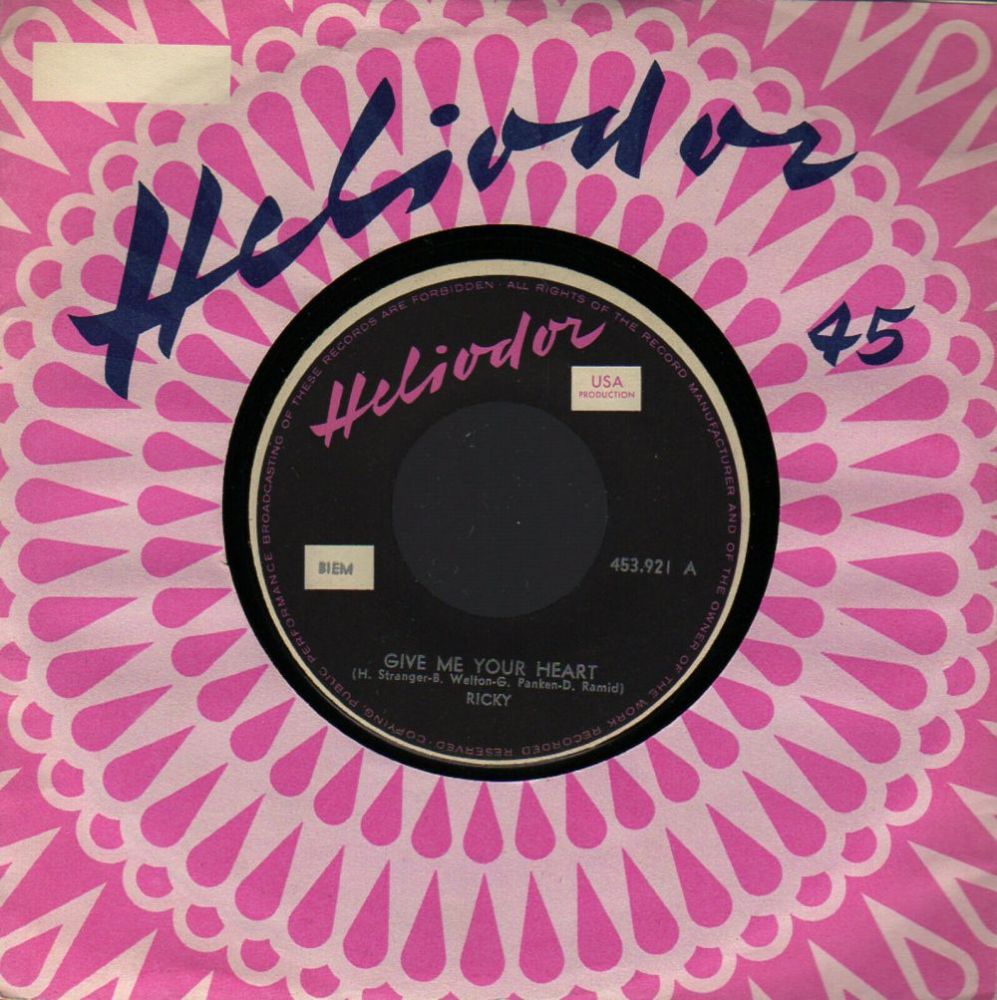 Heliodor
45
Heliodor
USA
PRODUCTION
BIEM
453.921 A
GIVE ME YOUR HEART
(H. Stranger-B. Welton-G. Panken-D. Ramid)
RICKY
ALL RIGHTS OF THE RECORD MANUFACTURER AND OF THE OWNER OF THE WORK RECORDED RESERVED · COPYING, PUBLIC PERFORMANCE BROADCASTING OF THESE RECORDS ARE FORBIDDEN ·